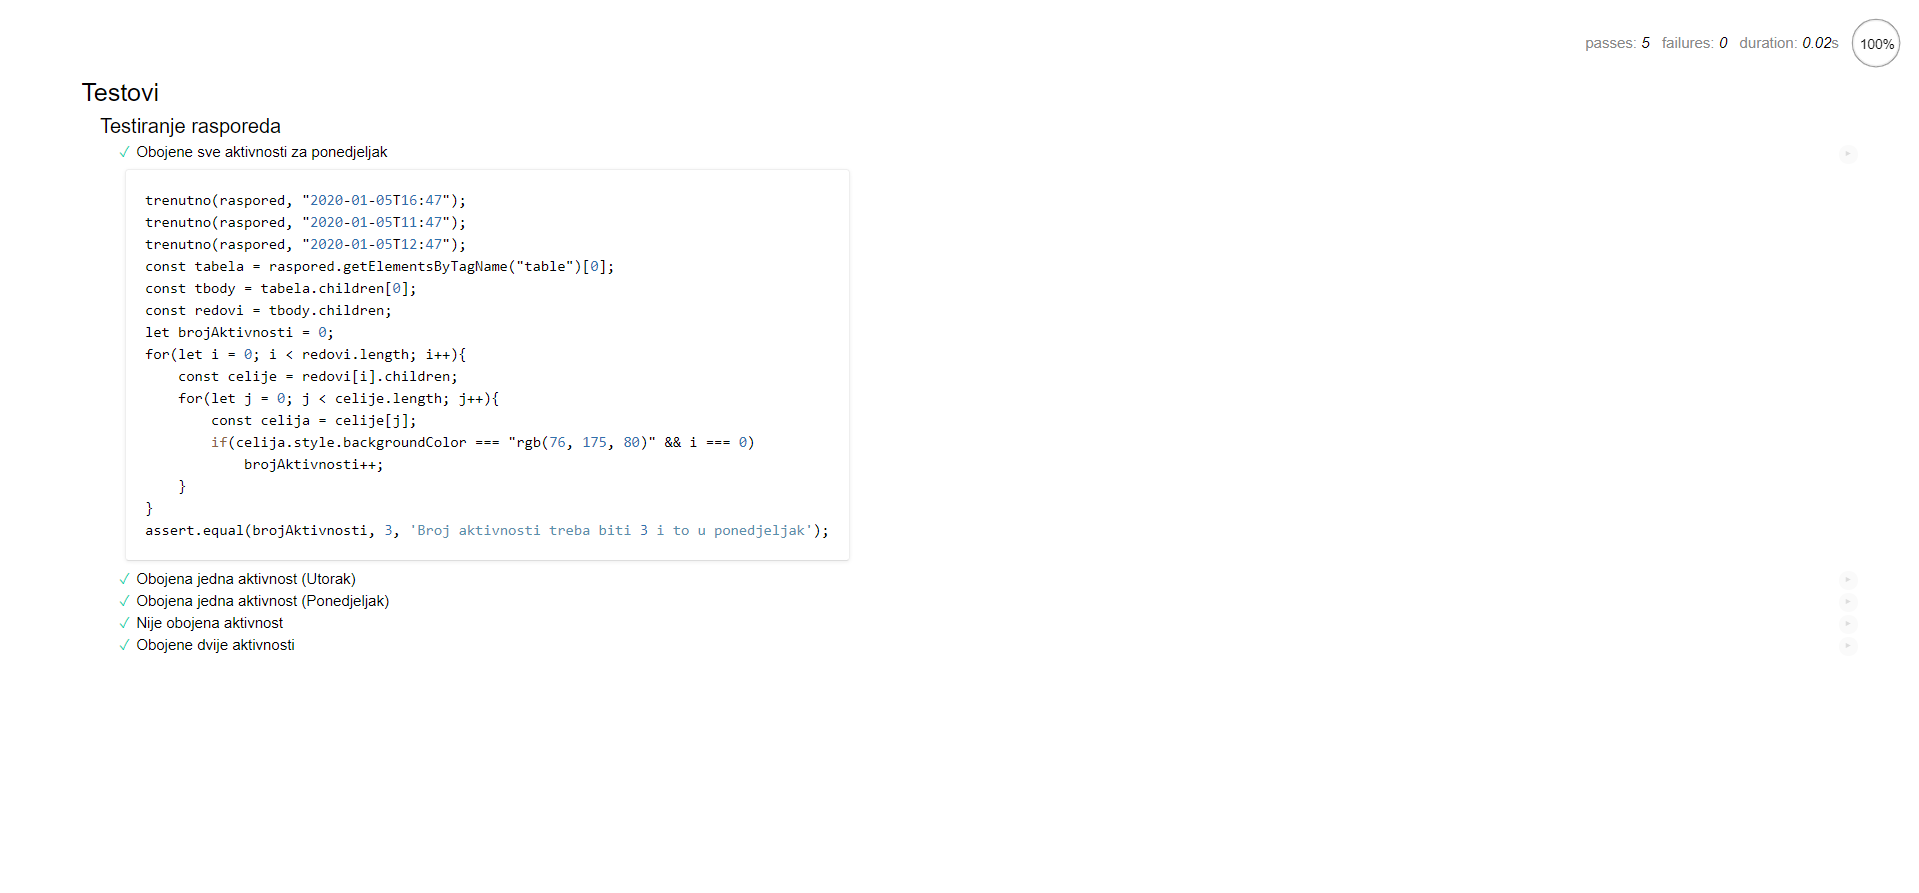 passes: 5 failures: 0 duration: 0.02s 100%
Testovi
Testiranje rasporeda
✓ Obojene sve aktivnosti za ponedjeljak
trenutno(raspored, "2020-01-05T16:47");
trenutno(raspored, "2020-01-05T11:47");
trenutno(raspored, "2020-01-05T12:47");
const tabela = raspored.getElementsByTagName("table")[0];
const tbody = tabela.children[0];
const redovi = tbody.children;
let brojAktivnosti = 0;
for(let i = 0; i < redovi.length; i++){
    const celije = redovi[i].children;
    for(let j = 0; j < celije.length; j++){
        const celija = celije[j];
        if(celija.style.backgroundColor === "rgb(76, 175, 80)" && i === 0)
            brojAktivnosti++;
    }
}
assert.equal(brojAktivnosti, 3, 'Broj aktivnosti treba biti 3 i to u ponedjeljak');
✓ Obojena jedna aktivnost (Utorak)
✓ Obojena jedna aktivnost (Ponedjeljak)
✓ Nije obojena aktivnost
✓ Obojene dvije aktivnosti